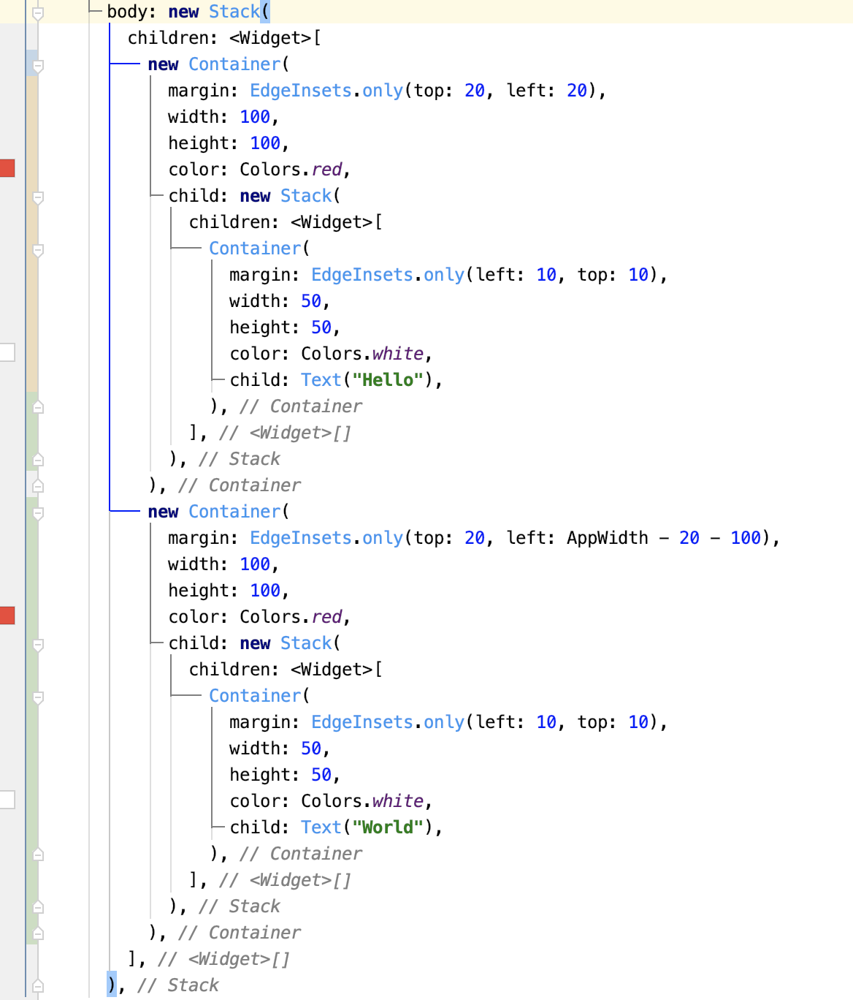 body: new Stack(
children: <Widget>[
new Container(
margin: EdgeInsets.only(top: 20, left: 20),
width: 100,
height: 100,
color: Colors.red,
child: new Stack(
children: <Widget>[
Container(
margin: EdgeInsets.only(left: 10, top: 10),
width: 50,
height: 50,
color: Colors.white,
child: Text("Hello"),
), // Container
], // <Widget>[]
), // Stack
), // Container
new Container(
margin: EdgeInsets.only(top: 20, left: AppWidth - 20 - 100),
width: 100,
height: 100,
color: Colors.red,
child: new Stack(
children: <Widget>[
Container(
margin: EdgeInsets.only(left: 10, top: 10),
width: 50,
height: 50,
color: Colors.white,
child: Text("World"),
), // Container
], // <Widget>[]
), // Stack
), // Container
], // <Widget>[]
), // Stack